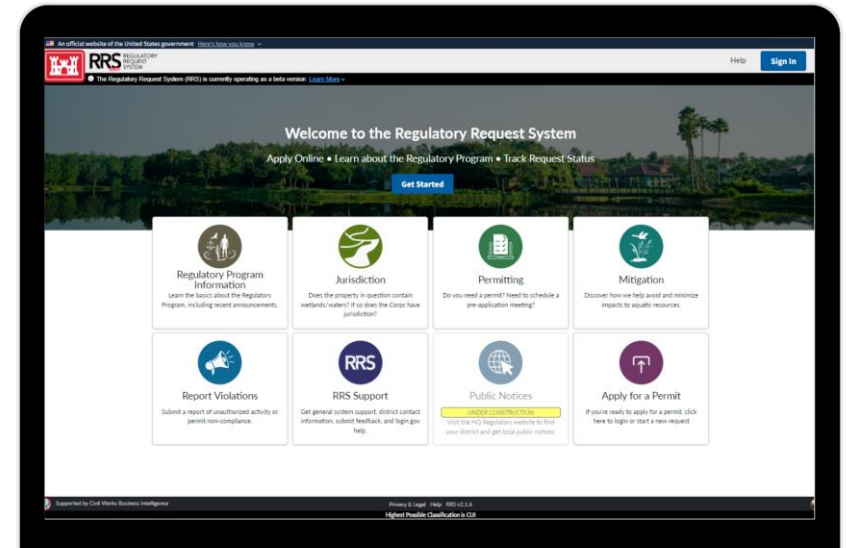 An official website of the United States government Here's how you know
RRS REGULATORY REQUEST SYSTEM
Help
Sign In
The Regulatory Request System (RRS) is currently operating as a beta version Learn More
Welcome to the Regulatory Request System
Apply Online • Learn about the Regulatory Program • Track Request Status
Get Started
Regulatory Program
Information
Learn the basics about the Regulatory
Program, including recent announcements.
Jurisdiction
Does the property in question contain
wetlands/waters? If so does the Corps have
jurisdiction?
Permitting
Do you need a permit? Need to schedule a
pre-application meeting?
Mitigation
Discover how we help avoid and minimize
impacts to aquatic resources.
Report Violations
Submit a report of unauthorized activity or
permit non-compliance.
RRS
RRS Support
Get general system support, district contact
information, submit feedback, and login.gov
help.
Public Notices
UNDER CONSTRUCTION
Visit the HQ Regulatory website to find
your district and get local public notices.
Apply for a Permit
If you're ready to apply for a permit, click
here to login or start a new request
Supported by Civil Works Business Intelligence
Privacy & Legal Help RRS v2.1.6
Highest Possible Classification is CUI